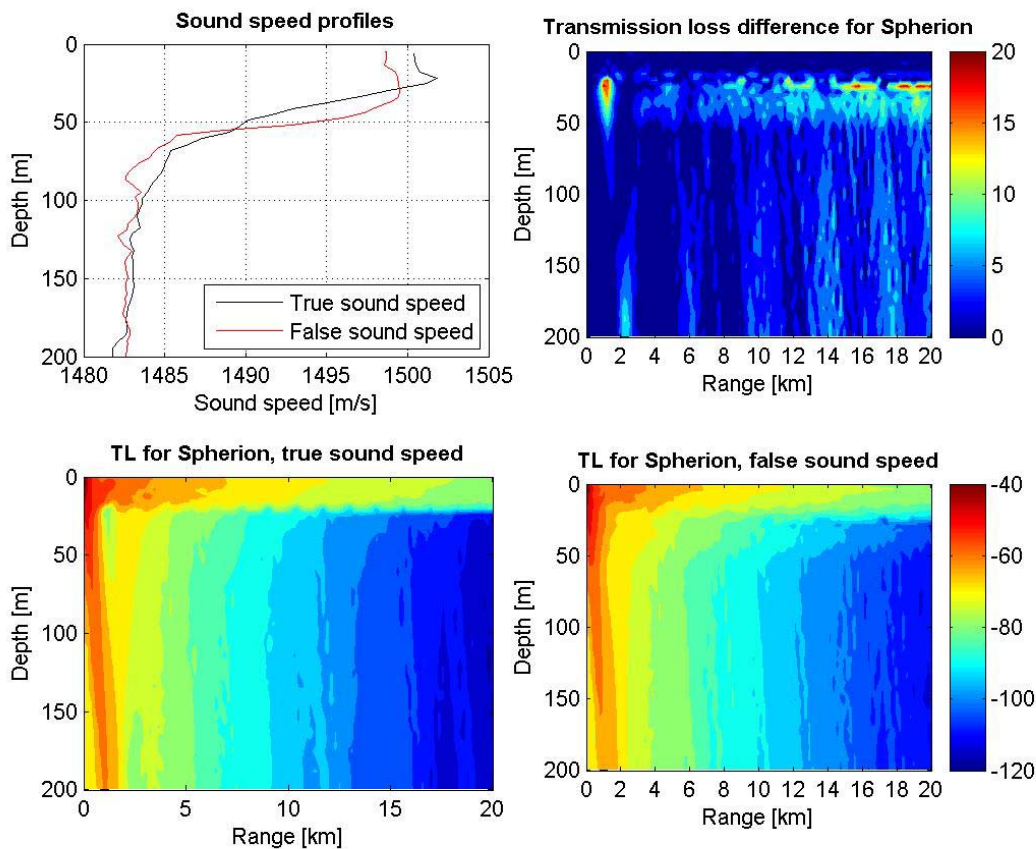 Sound speed profiles
Depth [m]
0
50
100
150
200
True sound speed
False sound speed
1480 1485 1490 1495 1500 1505
Sound speed [m/s]
Transmission loss difference for Spherion
Depth [m]
0
50
100
150
200
0 2 4 6 8 10 12 14 16 18 20
Range [km]
20
15
10
5
0
TL for Spherion, true sound speed
Depth [m]
0
50
100
150
200
0 5 10 15 20
Range [km]
TL for Spherion, false sound speed
Depth [m]
0
50
100
150
200
0 2 4 6 8 10 12 14 16 18 20
Range [km]
-40
-60
-80
-100
-120